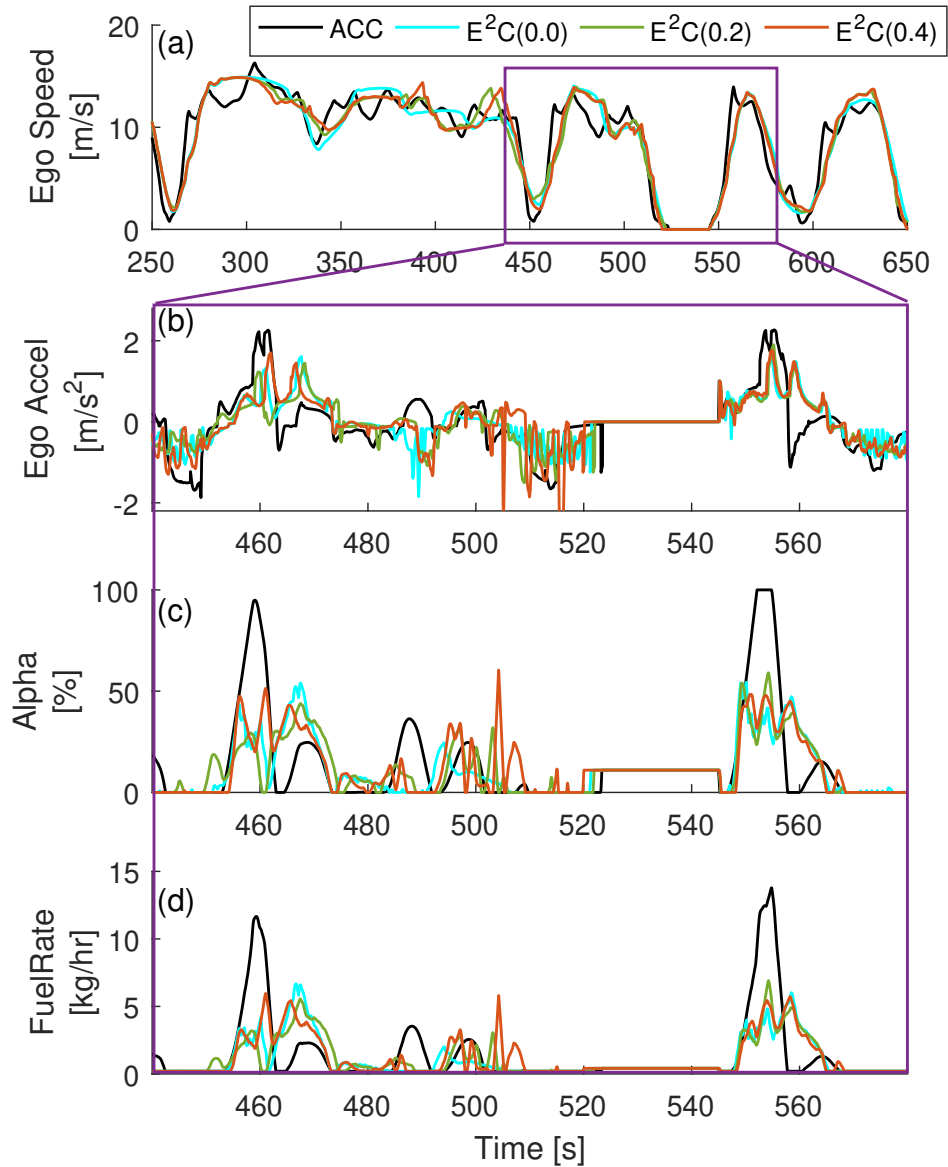 ACC E²C(0.0) E²C(0.2) E²C(0.4)
(a)
Ego Speed
[m/s]
20
10
0
250 300 350 400 450 500 550 600 650
(b)
Ego Accel
[m/s²]
2
0
-2
460 480 500 520 540 560
(c)
Alpha
[%]
100
50
0
460 480 500 520 540 560
(d)
FuelRate
[kg/hr]
15
10
5
0
460 480 500 520 540 560
Time [s]